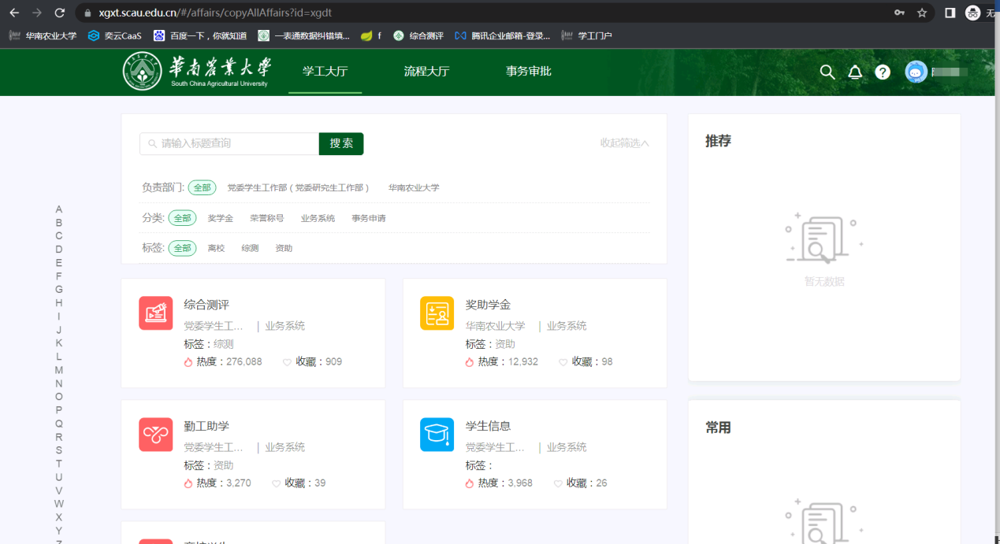 xgxt.scau.edu.cn/#/affairs/copyAllAffairs?id=xgdt
无
华南农业大学 奕云CaaS 百度一下，你就知道 一表通数据纠错填... f 综合测评 腾讯企业邮箱-登录... 学工门户
華南農業大學
South China Agricultural University
学工大厅 流程大厅 事务审批
请输入标题查询 搜 索 收起筛选
负责部门: 全部 党委学生工作部（党委研究生工作部） 华南农业大学
分类: 全部 奖学金 荣誉称号 业务系统 事务申请
标签: 全部 离校 综测 资助
A
B
C
D
E
F
G
H
I
J
K
L
M
N
O
P
Q
R
S
T
U
V
W
X
Y
Z
综合测评
党委学生工... | 业务系统
标签：综测
热度：276,088 收藏：909
奖助学金
华南农业大学 | 业务系统
标签：资助
热度：12,932 收藏：98
勤工助学
党委学生工... | 业务系统
标签：资助
热度：3,270 收藏：39
学生信息
党委学生工... | 业务系统
标签：
热度：3,968 收藏：26
推荐
暂无数据
常用